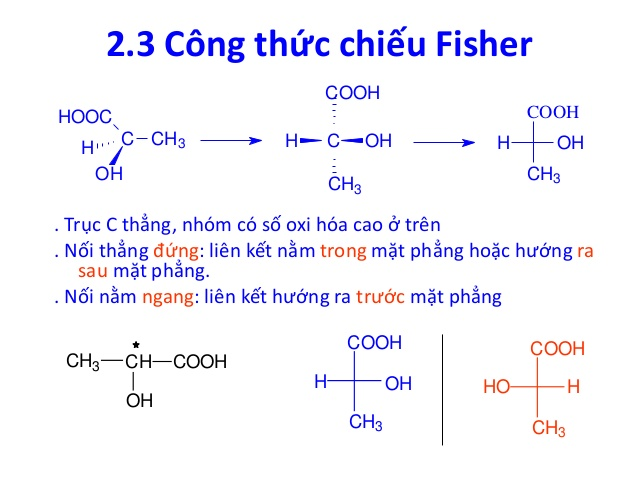 2.3 Công thức chiếu Fisher
HOOC
C
CH3
H
OH
COOH
H
C
OH
CH3
COOH
H
OH
CH3
. Trục C thẳng, nhóm có số oxi hóa cao ở trên
. Nối thẳng đứng: liên kết nằm trong mặt phẳng hoặc hướng ra
sau mặt phẳng.
. Nối nằm ngang: liên kết hướng ra trước mặt phẳng
*
CH3
CH
COOH
OH
COOH
H
OH
CH3
COOH
HO
H
CH3